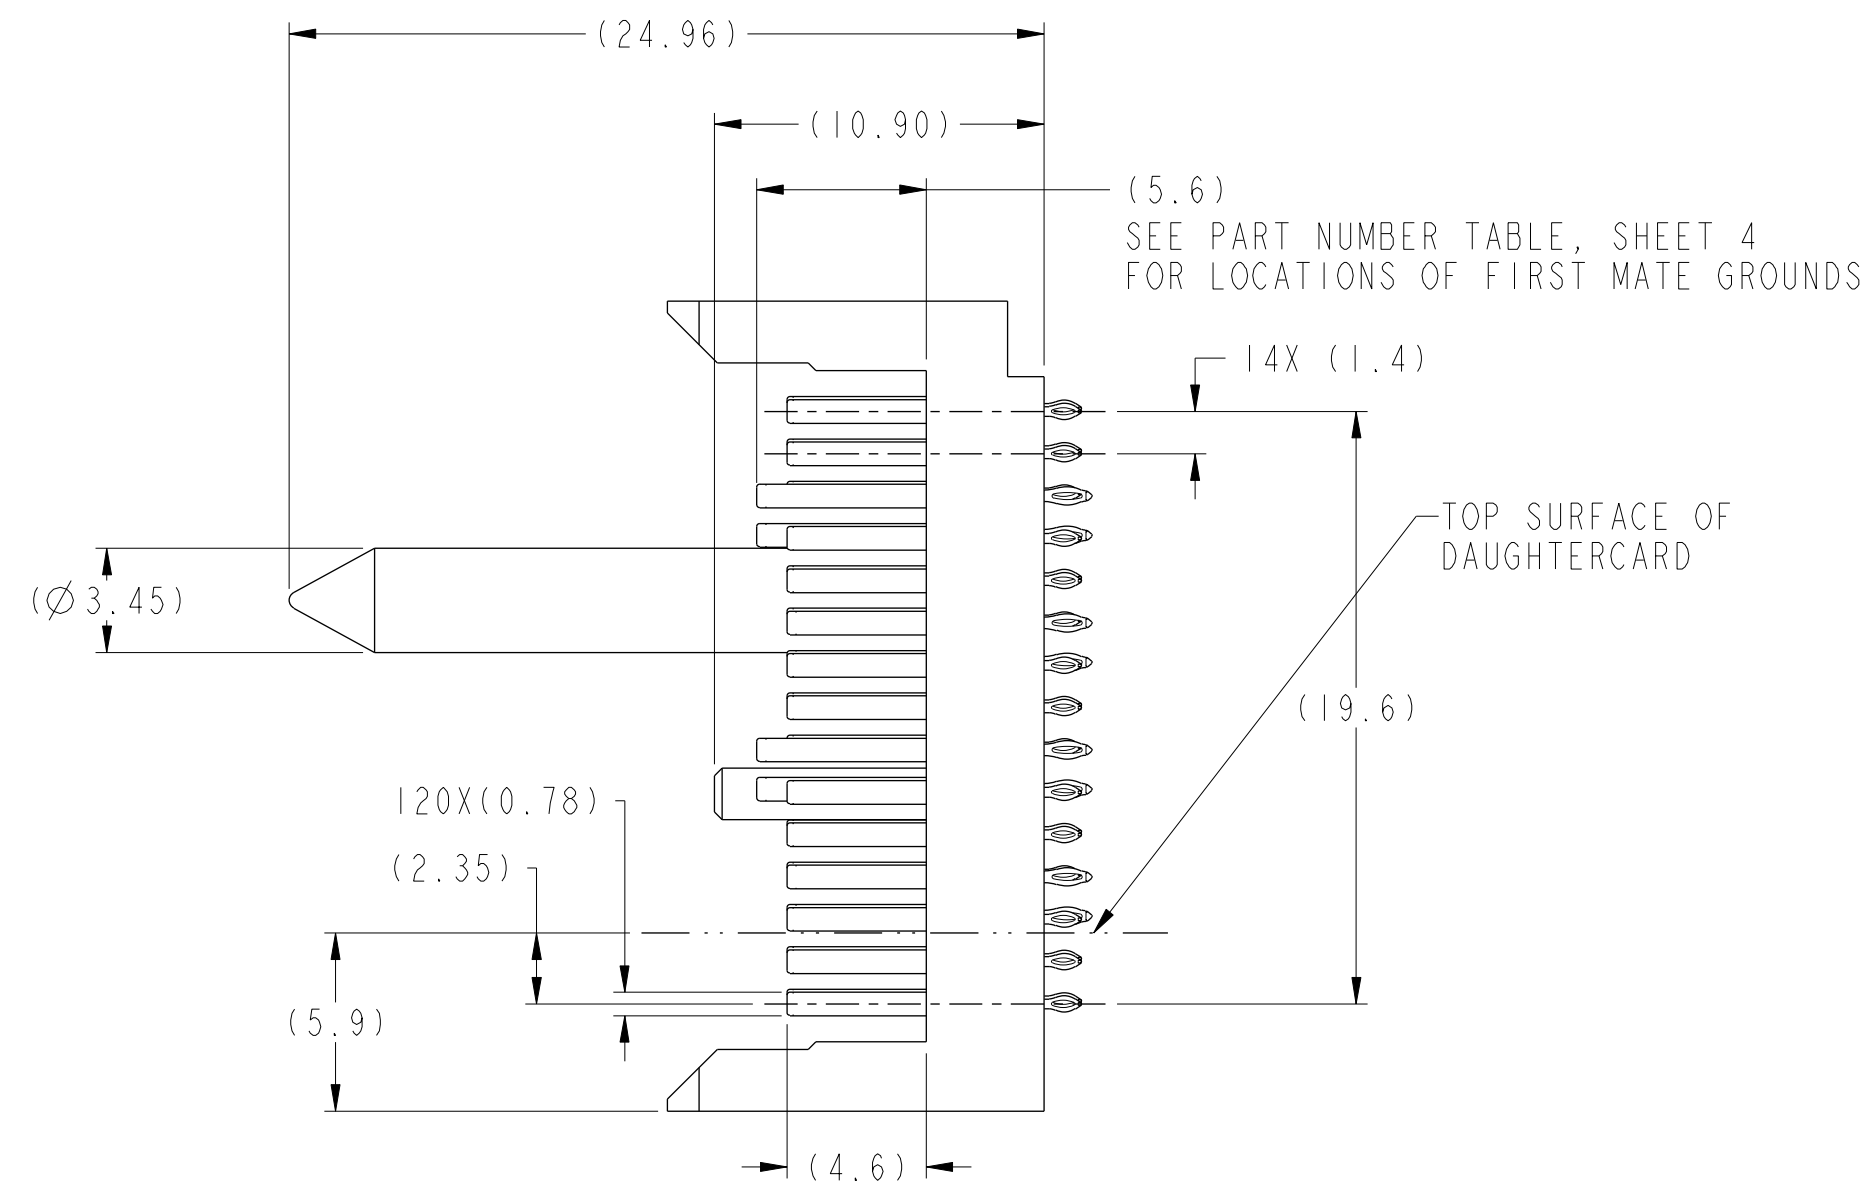 (24.96)
(10.90)
(5.6)
SEE PART NUMBER TABLE, SHEET 4
FOR LOCATIONS OF FIRST MATE GROUNDS
14X (1.4)
TOP SURFACE OF
DAUGHTERCARD
(Ø3.45)
(19.6)
120X(0.78)
(2.35)
(5.9)
(4.6)